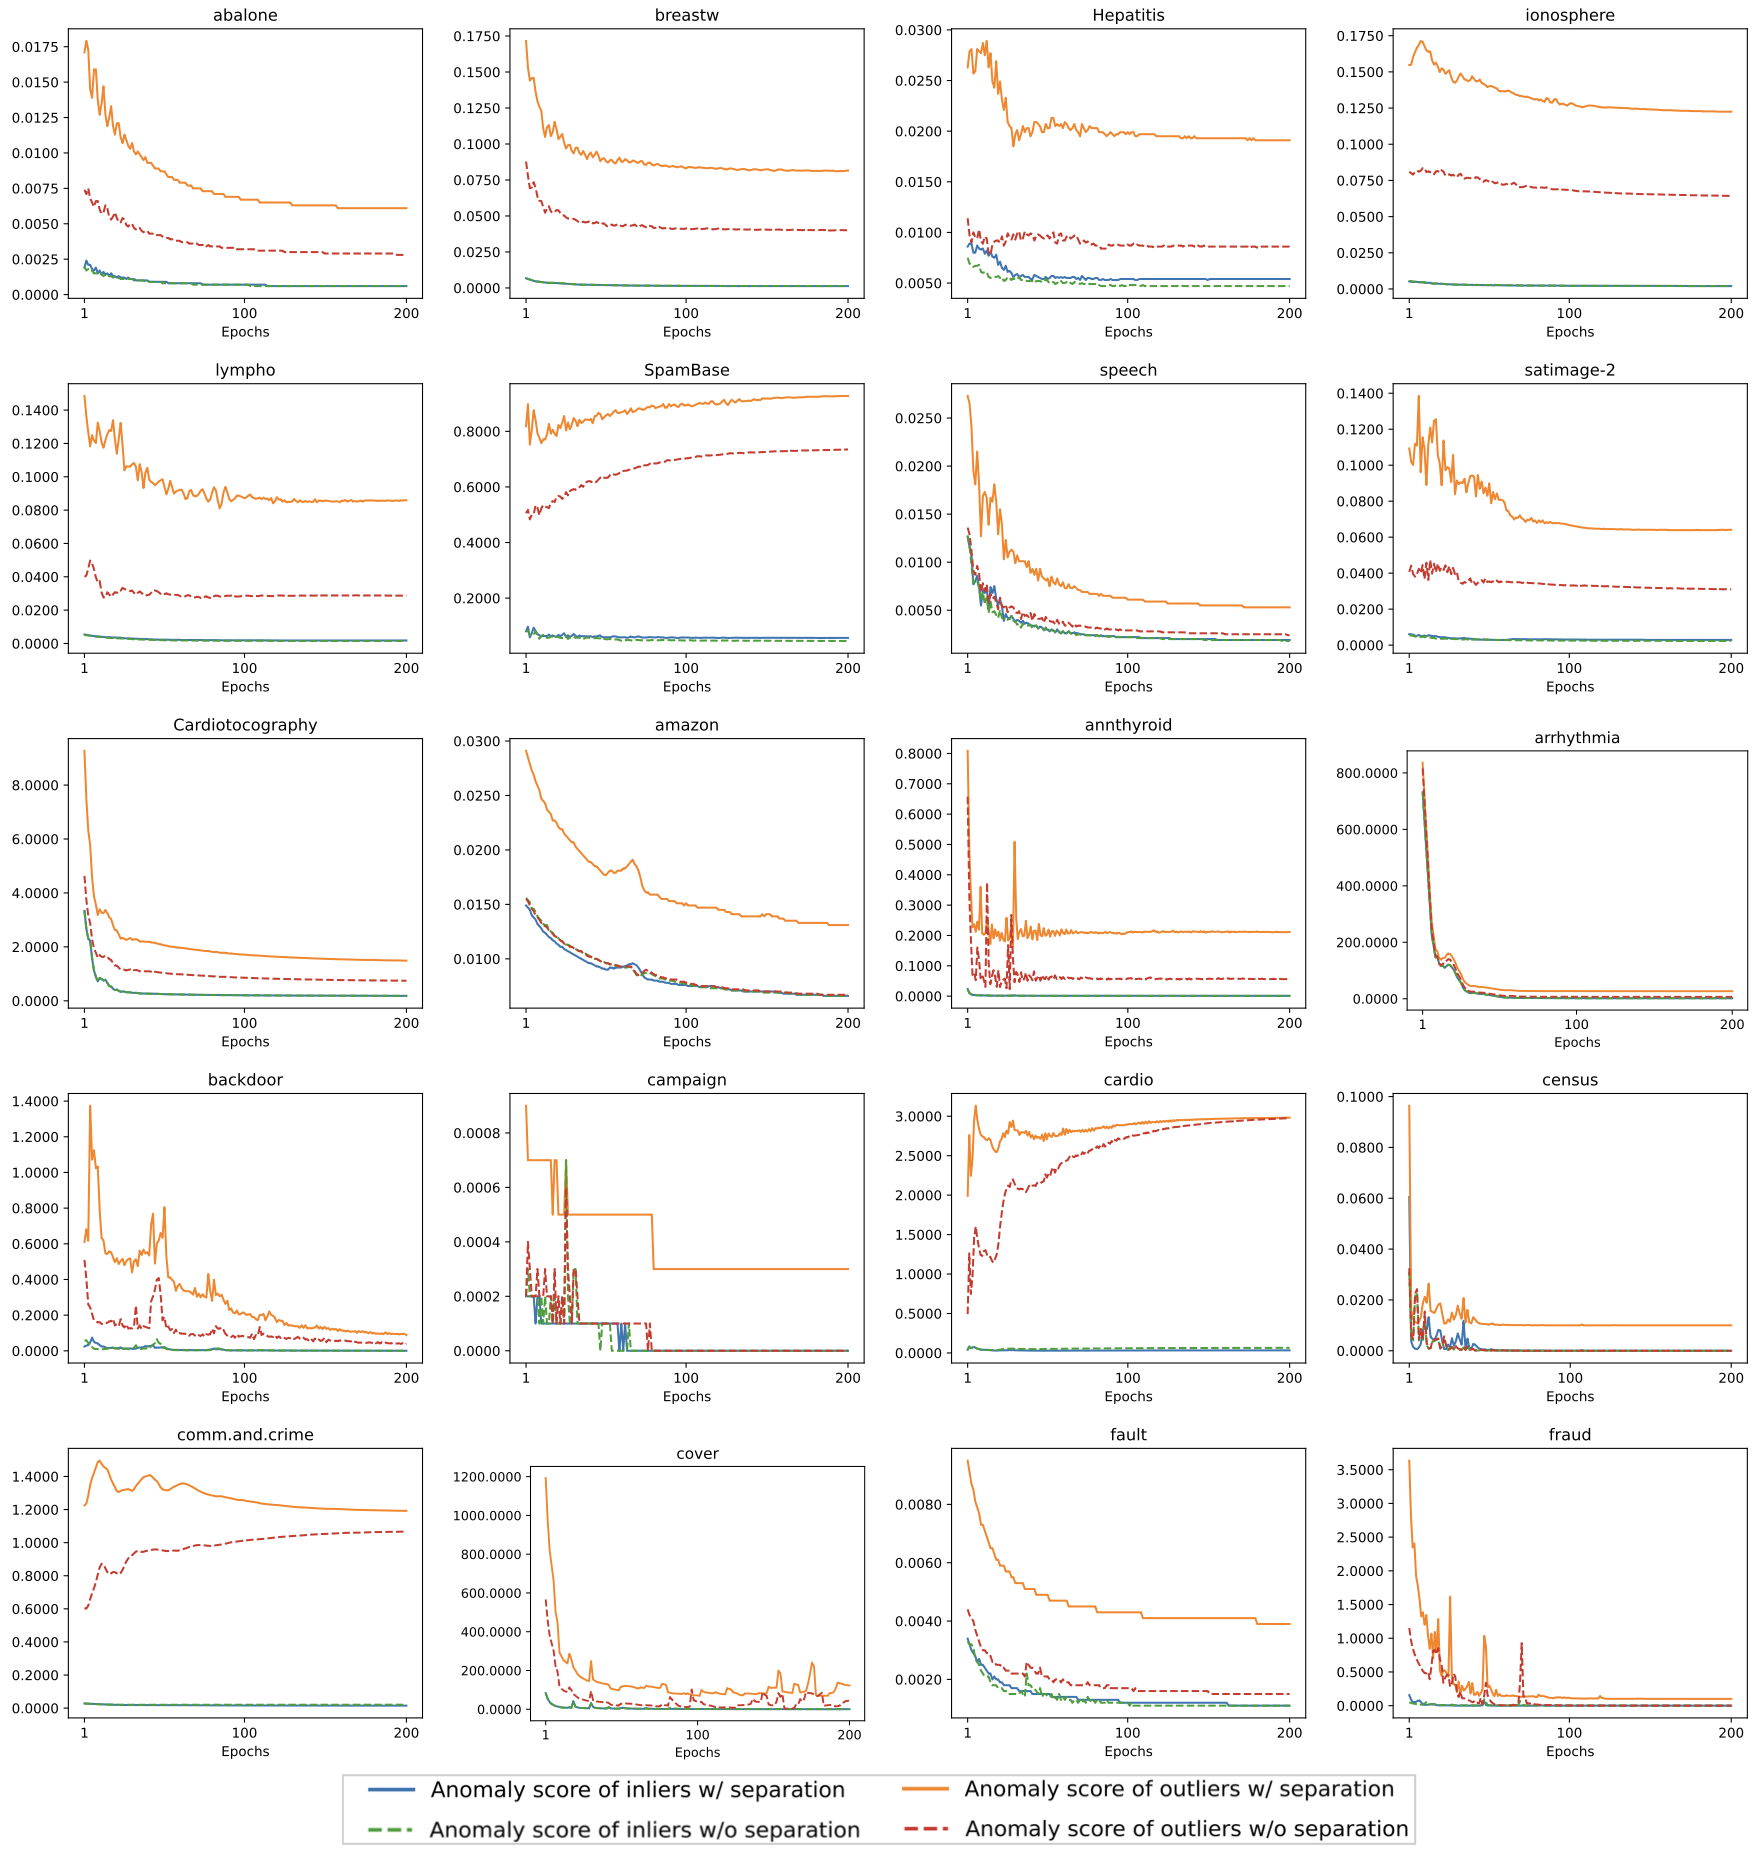 abalone
0.0175
0.0150
0.0125
0.0100
0.0075
0.0050
0.0025
0.0000
1 100 200
Epochs
breastw
0.1750
0.1500
0.1250
0.1000
0.0750
0.0500
0.0250
0.0000
1 100 200
Epochs
Hepatitis
0.0300
0.0250
0.0200
0.0150
0.0100
0.0050
1 100 200
Epochs
ionosphere
0.1750
0.1500
0.1250
0.1000
0.0750
0.0500
0.0250
0.0000
1 100 200
Epochs
lympho
0.1400
0.1200
0.1000
0.0800
0.0600
0.0400
0.0200
0.0000
1 100 200
Epochs
SpamBase
0.8000
0.6000
0.4000
0.2000
1 100 200
Epochs
speech
0.0250
0.0200
0.0150
0.0100
0.0050
1 100 200
Epochs
satimage-2
0.1400
0.1200
0.1000
0.0800
0.0600
0.0400
0.0200
0.0000
1 100 200
Epochs
Cardiotocography
8.0000
6.0000
4.0000
2.0000
0.0000
1 100 200
Epochs
amazon
0.0300
0.0250
0.0200
0.0150
0.0100
1 100 200
Epochs
annthyroid
0.8000
0.7000
0.6000
0.5000
0.4000
0.3000
0.2000
0.1000
0.0000
1 100 200
Epochs
arrhythmia
800.0000
600.0000
400.0000
200.0000
0.0000
1 100 200
Epochs
backdoor
1.4000
1.2000
1.0000
0.8000
0.6000
0.4000
0.2000
0.0000
1 100 200
Epochs
campaign
0.0008
0.0006
0.0004
0.0002
0.0000
1 100 200
Epochs
cardio
3.0000
2.5000
2.0000
1.5000
1.0000
0.5000
0.0000
1 100 200
Epochs
census
0.1000
0.0800
0.0600
0.0400
0.0200
0.0000
1 100 200
Epochs
comm.and.crime
1.4000
1.2000
1.0000
0.8000
0.6000
0.4000
0.2000
0.0000
1 100 200
Epochs
cover
1200.0000
1000.0000
800.0000
600.0000
400.0000
200.0000
0.0000
1 100 200
Epochs
fault
0.0080
0.0060
0.0040
0.0020
1 100 200
Epochs
fraud
3.5000
3.0000
2.5000
2.0000
1.5000
1.0000
0.5000
0.0000
1 100 200
Epochs
Anomaly score of inliers w/ separation
Anomaly score of outliers w/ separation
Anomaly score of inliers w/o separation
Anomaly score of outliers w/o separation